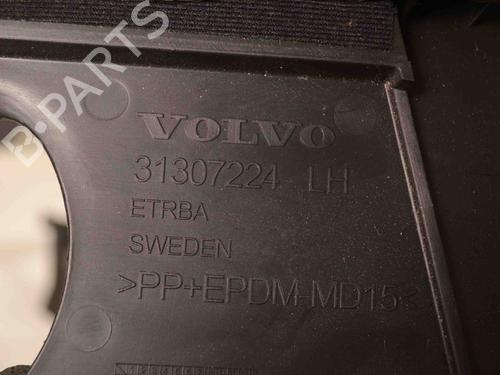 B-PARTS
VOLVO
31307224 LH
ETRBA
SWEDEN
>PP+EPDM-MD15<